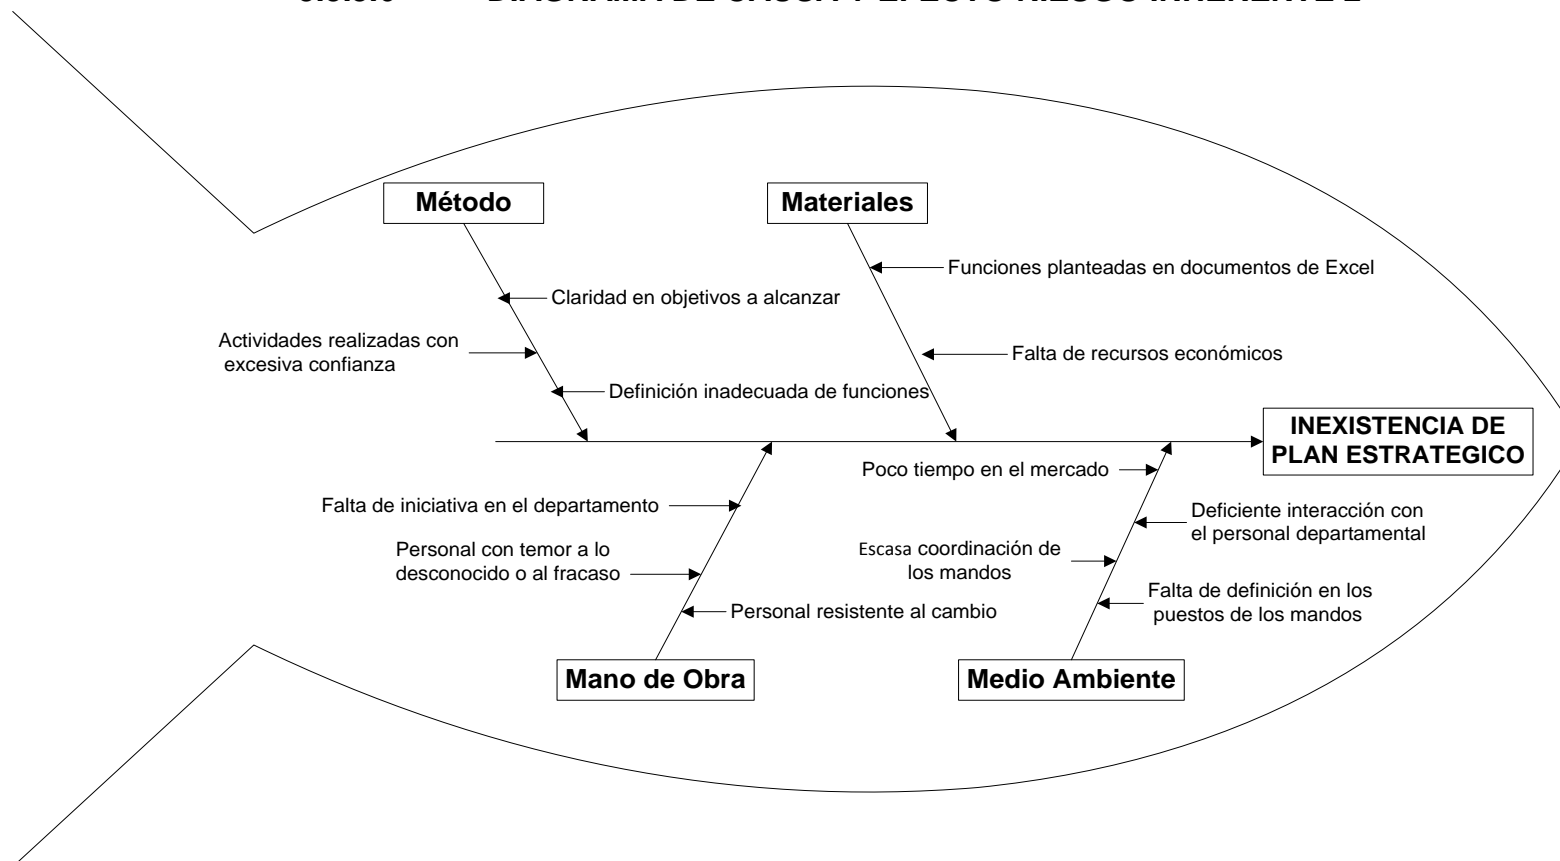 Método
Materiales
Funciones planteadas en documentos de Excel
Claridad en objetivos a alcanzar
Actividades realizadas con
excesiva confianza
Falta de recursos económicos
Definición inadecuada de funciones
INEXISTENCIA DE
PLAN ESTRATEGICO
Poco tiempo en el mercado
Falta de iniciativa en el departamento
Deficiente interacción con
el personal departamental
Personal con temor a lo
desconocido o al fracaso
Escasa coordinación de
los mandos
Personal resistente al cambio
Falta de definición en los
puestos de los mandos
Mano de Obra
Medio Ambiente